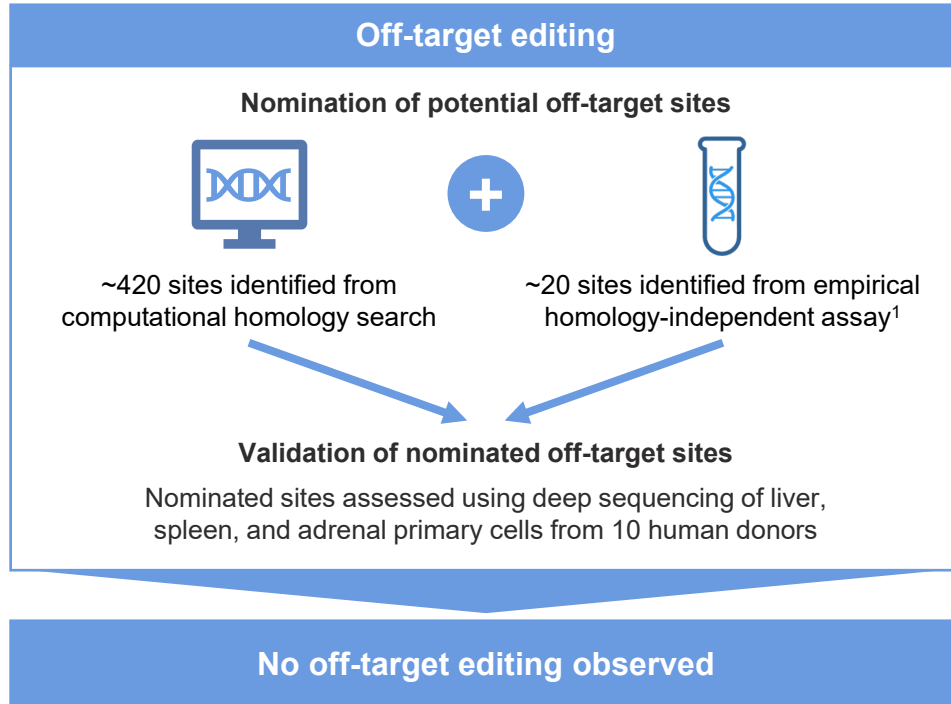 Off-target editing
Nomination of potential off-target sites
~420 sites identified from
computational homology search
~20 sites identified from empirical
homology-independent assay¹
Validation of nominated off-target sites
Nominated sites assessed using deep sequencing of liver,
spleen, and adrenal primary cells from 10 human donors
No off-target editing observed